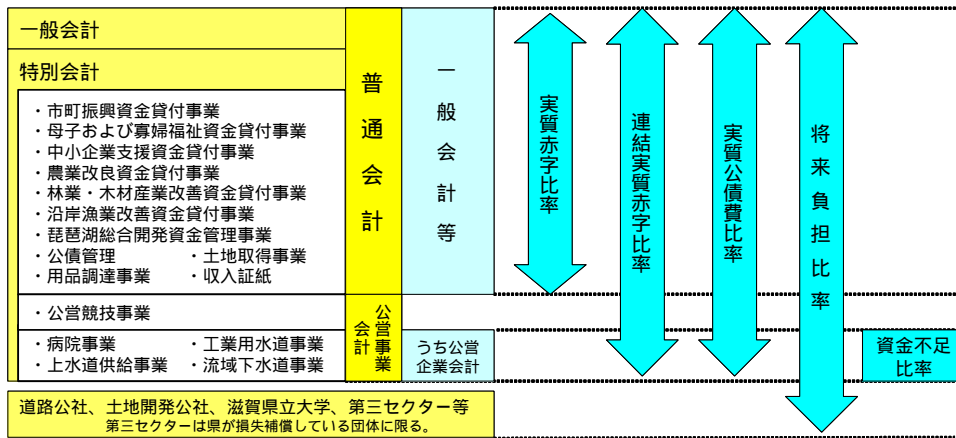 一般会計
特別会計
・市町振興資金貸付事業
・母子および寡婦福祉資金貸付事業
・中小企業支援資金貸付事業
・農業改良資金貸付事業
・林業・木材産業改善資金貸付事業
・沿岸漁業改善資金貸付事業
・琵琶湖総合開発資金管理事業
・公債管理 ・土地取得事業
・用品調達事業 ・収入証紙
・公営競技事業
・病院事業 ・工業用水道事業
・上水道供給事業 ・流域下水道事業
普通会計
公営事業
会計
一般会計等
うち公営
企業会計
実質赤字比率
連結実質赤字比率
実質公債費比率
将来負担比率
資金不足
比率
道路公社、土地開発公社、滋賀県立大学、第三セクター等
第三セクターは県が損失補償している団体に限る。